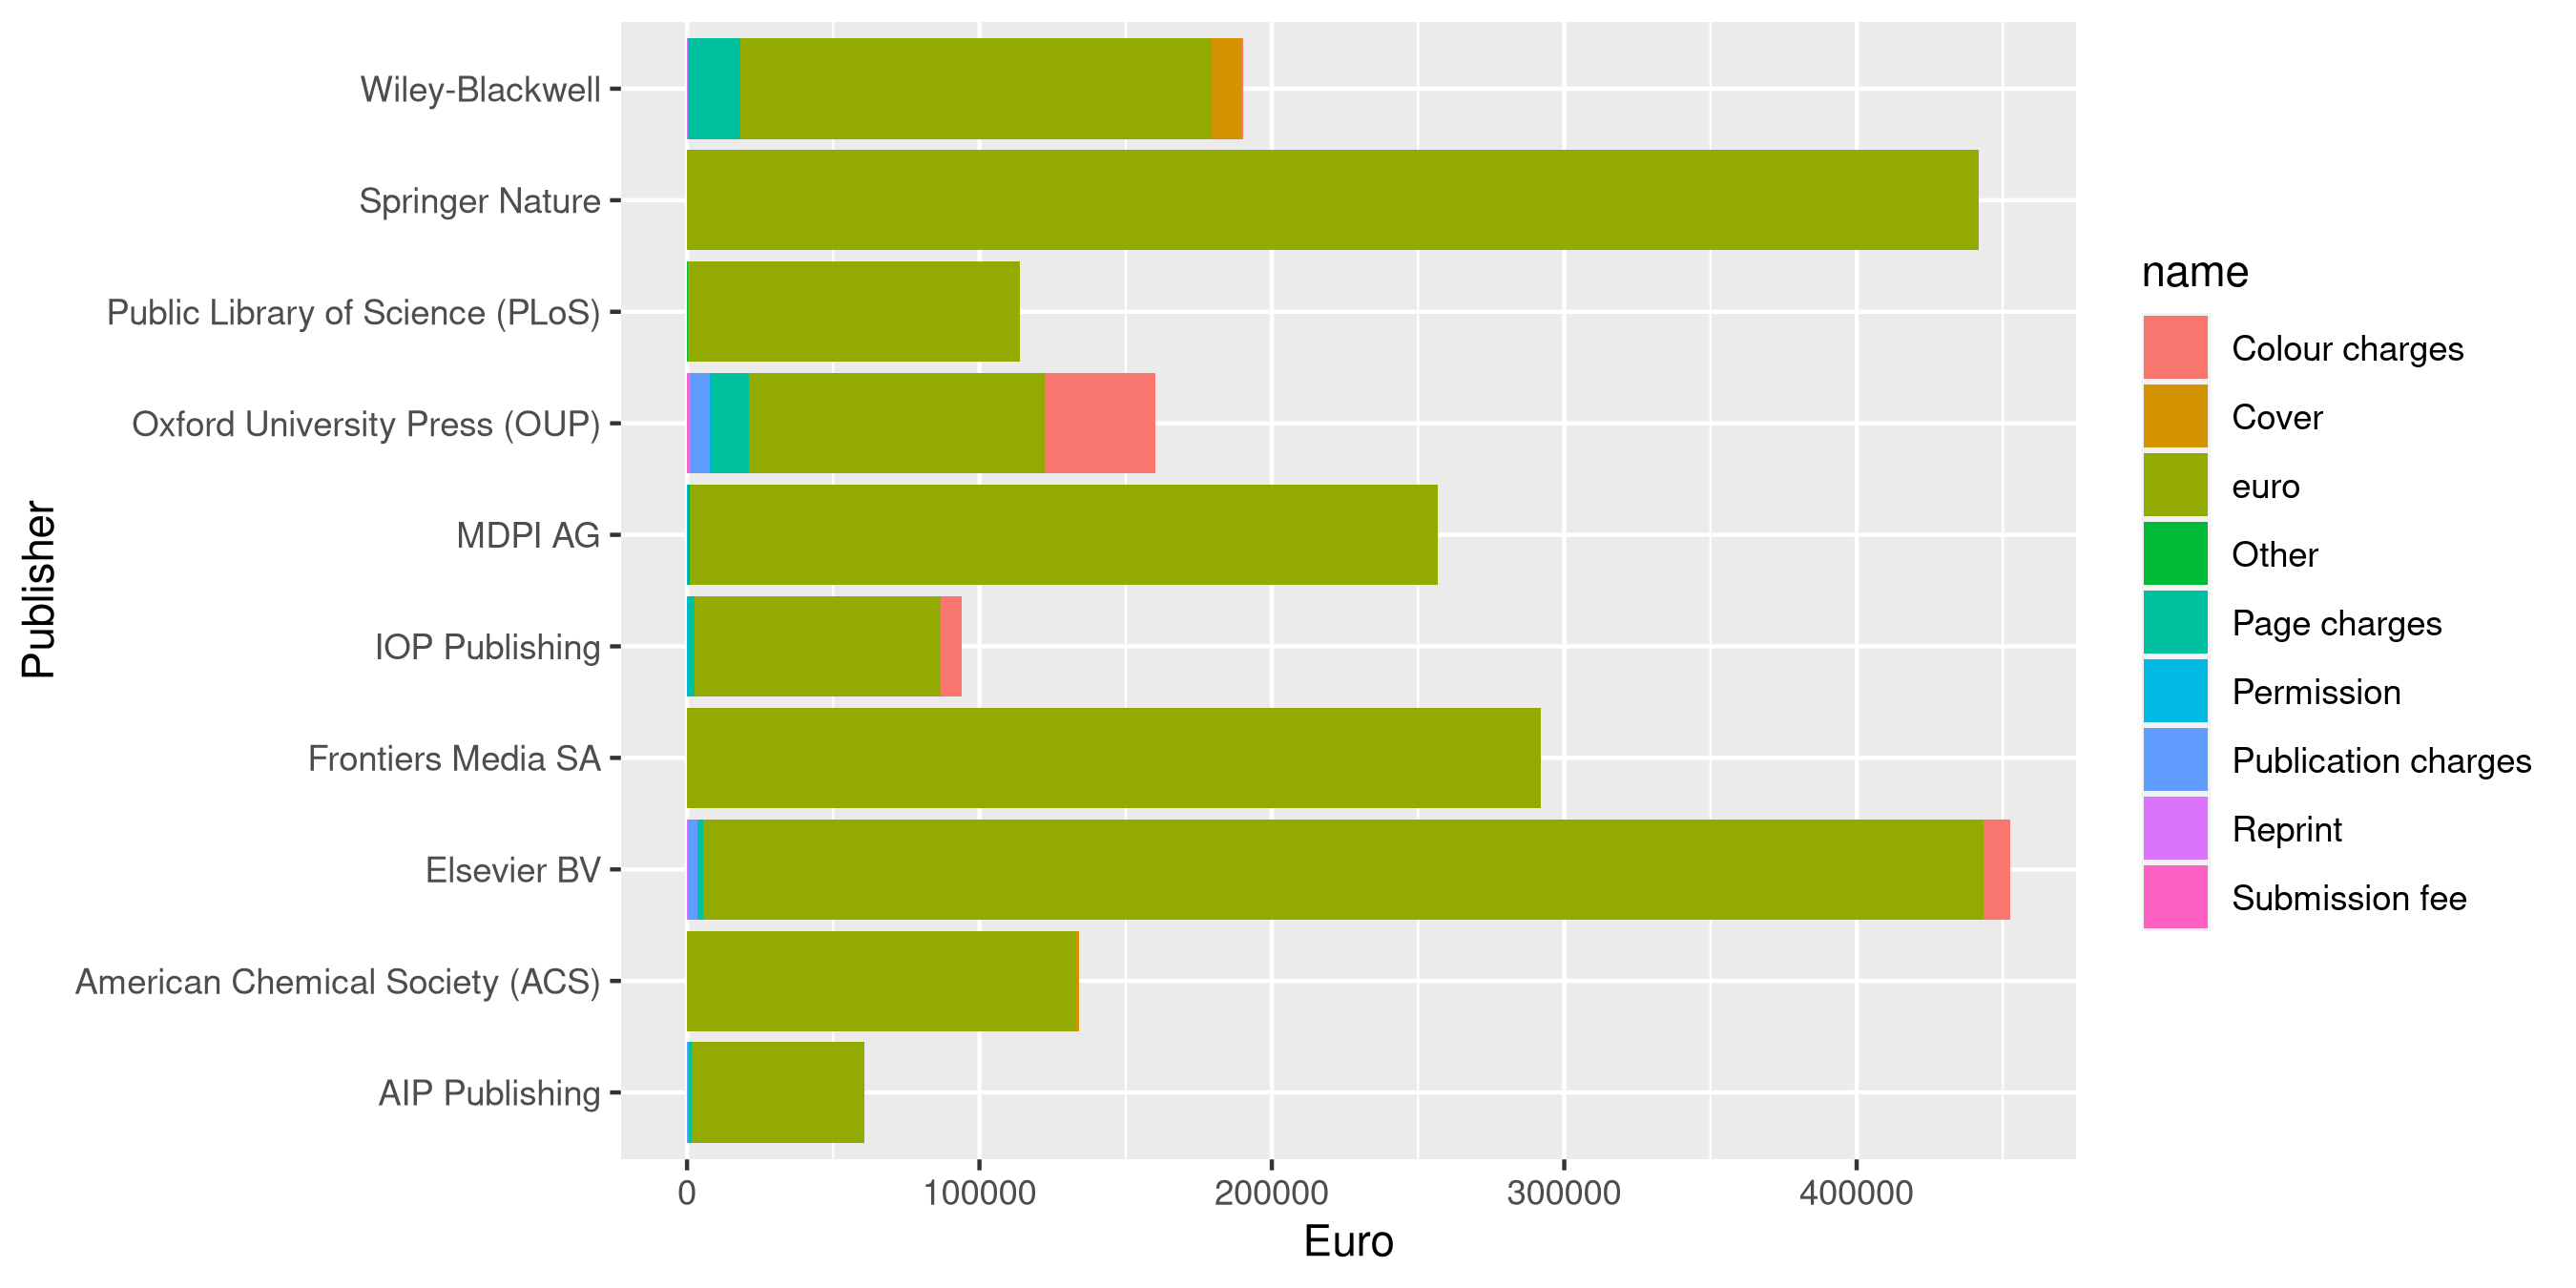 Publisher
Wiley-Blackwell
Springer Nature
Public Library of Science (PLoS)
Oxford University Press (OUP)
MDPI AG
IOP Publishing
Frontiers Media SA
Elsevier BV
American Chemical Society (ACS)
AIP Publishing
0 100000 200000 300000 400000
Euro
name
Colour charges
Cover
euro
Other
Page charges
Permission
Publication charges
Reprint
Submission fee